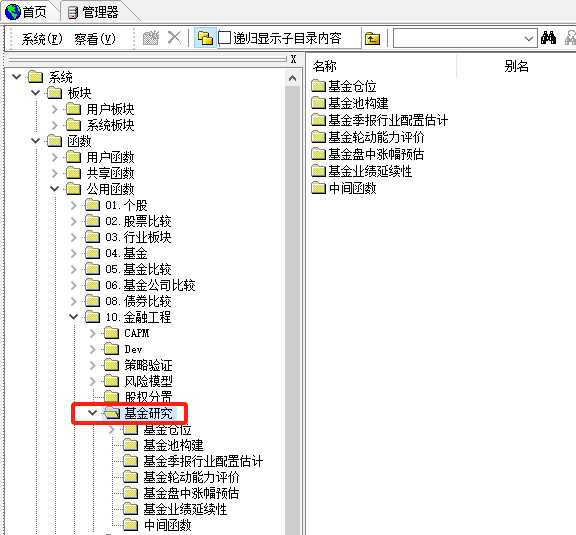 首页 管理器
系统(F) 察看(V) 递归显示子目录内容
X
系统
板块
用户板块
系统板块
函数
用户函数
共享函数
公用函数
01.个股
02.股票比较
03.行业板块
04.基金
05.基金比较
06.基金公司比较
08.债券比较
10.金融工程
CAPM
Dev
策略验证
风险模型
股权分置
基金研究
基金仓位
基金池构建
基金季报行业配置估计
基金轮动能力评价
基金盘中涨幅预估
基金业绩延续性
中间函数
名称 别名
基金仓位
基金池构建
基金季报行业配置估计
基金轮动能力评价
基金盘中涨幅预估
基金业绩延续性
中间函数